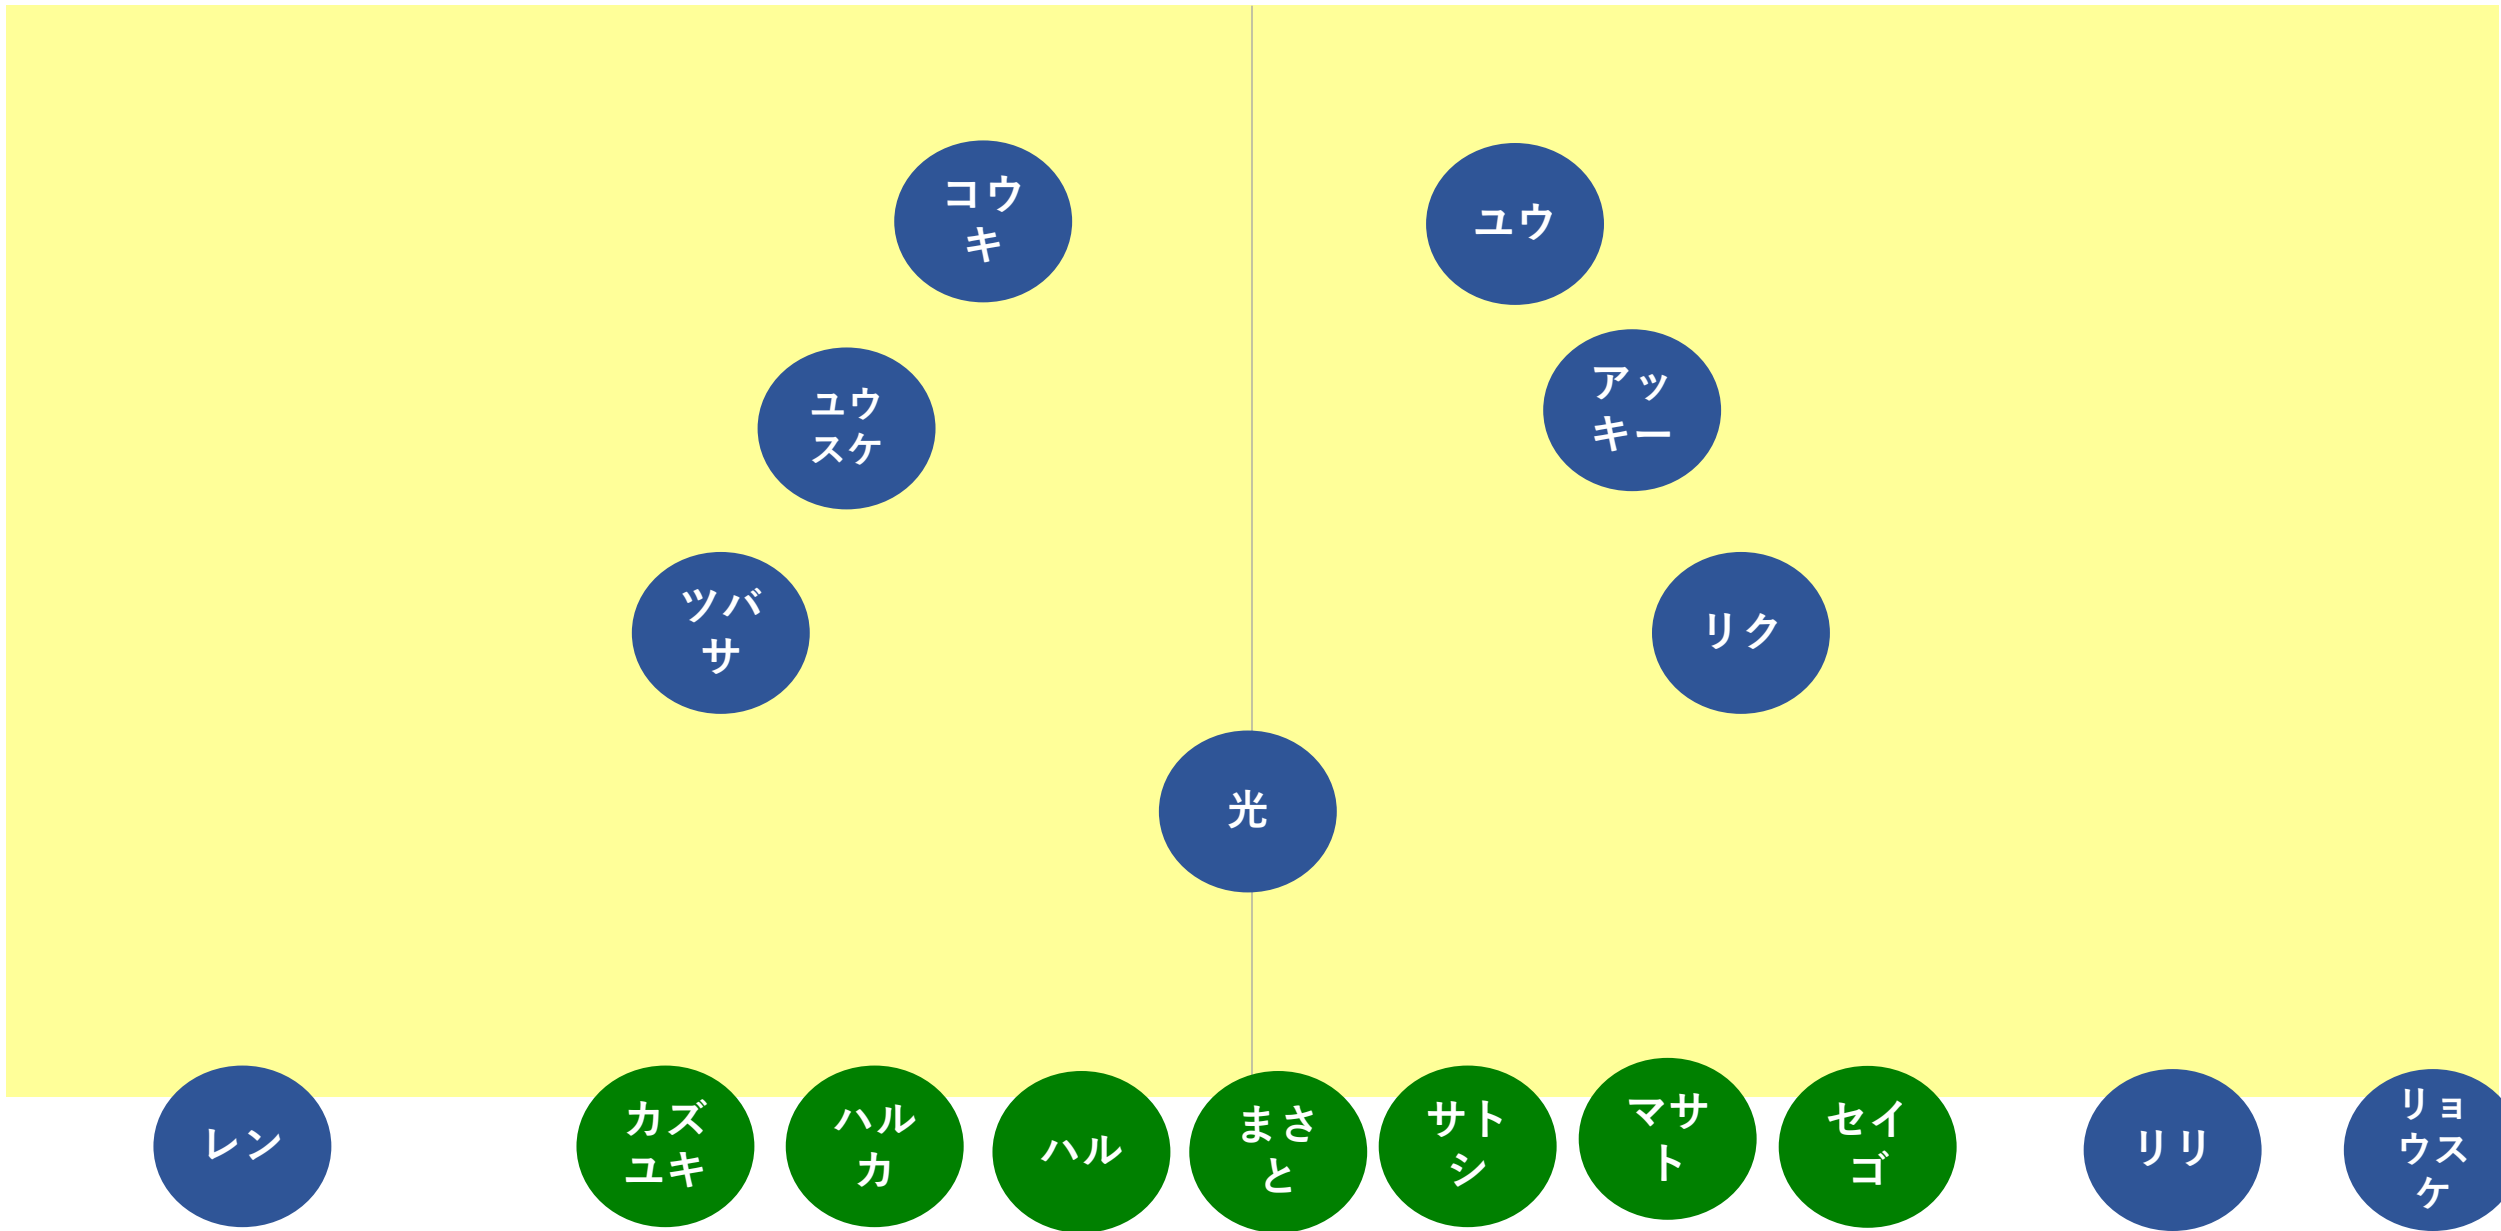 コウ
キ
ユウ
ユウ
スケ
アッ
キー
ツバ
サ
リク
光
レン
カズ
ユキ
ハル
カ
ハル
まさ
と
サト
シ
マサ
ト
セイ
ゴ
リリ
リョ
ウス
ケ